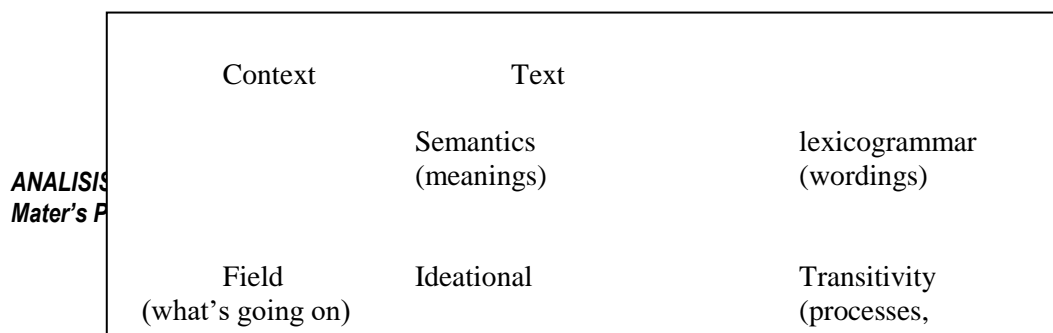 Context Text
Semantics lexicogrammar
(meanings) (wordings)
ANALISIS
Mater's P
Field Ideational Transitivity
(what's going on) (processes,